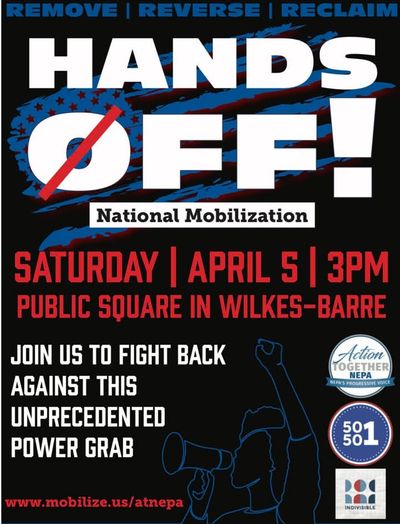 REMOVE | REVERSE | RECLAIM
HANDS
OFF!
National Mobilization
SATURDAY | APRIL 5 | 3PM
PUBLIC SQUARE IN WILKES-BARRE
JOIN US TO FIGHT BACK
AGAINST THIS
UNPRECEDENTED
POWER GRAB
Action
TOGETHER
NEPA
NEPA'S PROGRESSIVE VOICE
50
50
1
INDIVISIBLE
www.mobilize.us/atnepa